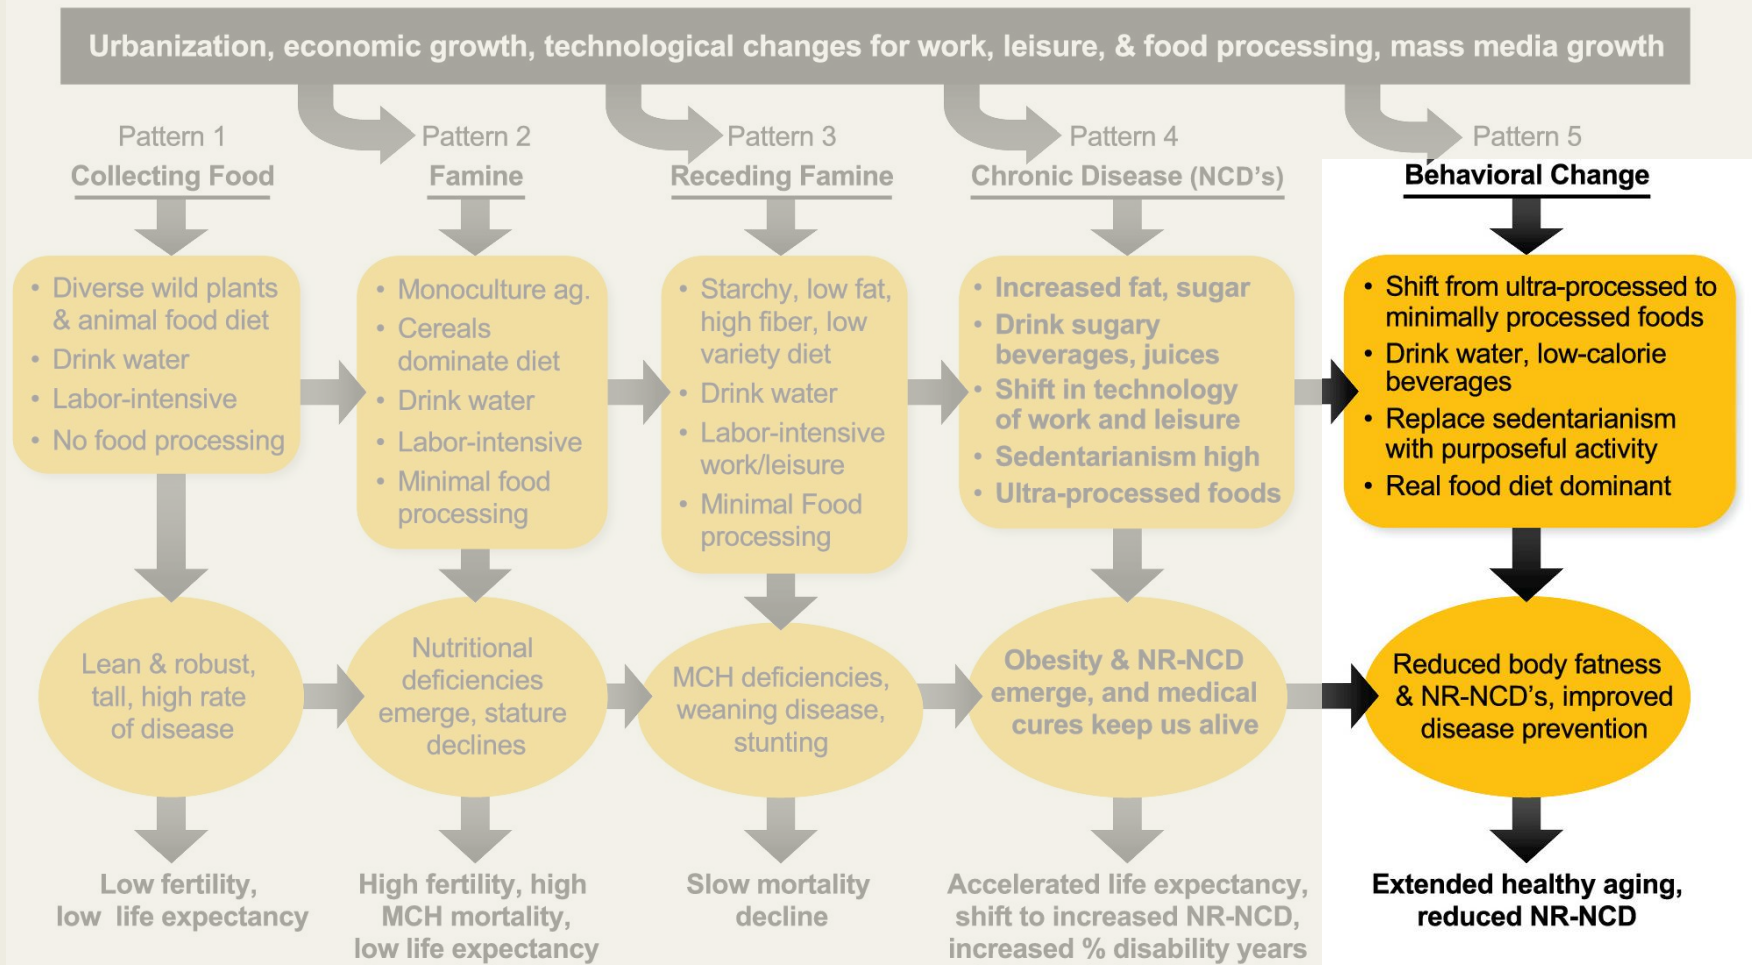 Urbanization, economic growth, technological changes for work, leisure, & food processing, mass media growth
Pattern 1
Collecting Food
• Diverse wild plants
& animal food diet
• Drink water
• Labor-intensive
• No food processing
Lean & robust,
tall, high rate
of disease
Low fertility,
low life expectancy
Pattern 2
Famine
• Monoculture ag.
• Cereals
dominate diet
• Drink water
• Labor-intensive
• Minimal food
processing
Nutritional
deficiencies
emerge, stature
declines
High fertility, high
MCH mortality,
low life expectancy
Pattern 3
Receding Famine
• Starchy, low fat,
high fiber, low
variety diet
• Drink water
• Labor-intensive
work/leisure
• Minimal Food
processing
MCH deficiencies,
weaning disease,
stunting
Slow mortality
decline
Pattern 4
Chronic Disease (NCD's)
• Increased fat, sugar
• Drink sugary
beverages, juices
• Shift in technology
of work and leisure
• Sedentarianism high
• Ultra-processed foods
Obesity & NR-NCD
emerge, and medical
cures keep us alive
Accelerated life expectancy,
shift to increased NR-NCD,
increased % disability years
Pattern 5
Behavioral Change
• Shift from ultra-processed to
minimally processed foods
• Drink water, low-calorie
beverages
• Replace sedentarianism
with purposeful activity
• Real food diet dominant
Reduced body fatness
& NR-NCD's, improved
disease prevention
Extended healthy aging,
reduced NR-NCD